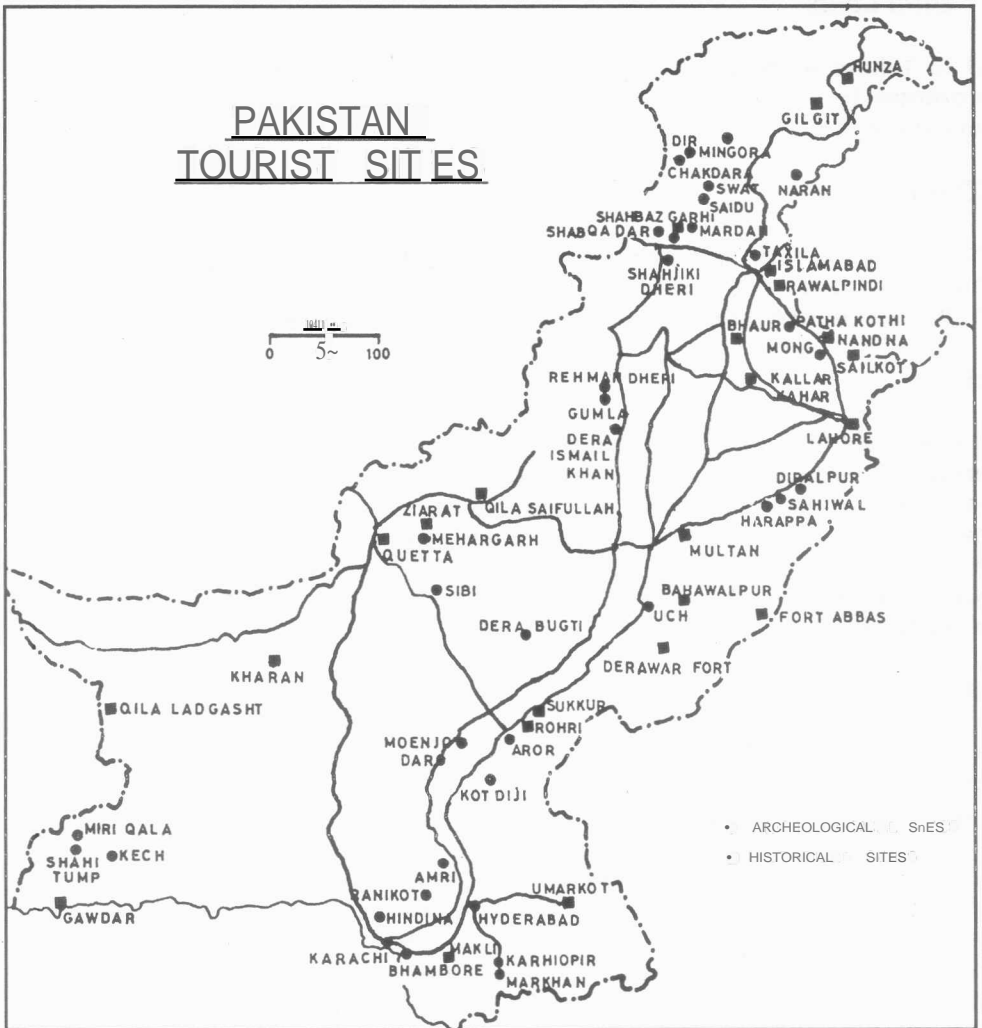 PAKISTAN
TOURIST SITES
HUNZA
GILGIT
DIR
MINGORA
CHAKDARA
SWAT
NARAN
SAIDU
SHAHBAZ GARHI
SHABQADAR
MARDAN
TAXILA
ISLAMABAD
SHAHJIKI
DHERI
RAWALPINDI
0 100
BHAUR
PATHA KOTHI
NANDNA
MONG
SAILKOT
REHMAN DHERI
KALLAR
KAHAR
GUMLA
LAHORE
DERA
ISMAIL
KHAN
DIPALPUR
SAHIWAL
HARAPPA
QILA SAIFULLAH
ZIARAT
MEHARGARH
QUETTA
MULTAN
SIBI
BAHAWALPUR
UCH
FORT ABBAS
DERA BUGTI
DERAWAR FORT
KHARAN
QILA LADGASHT
SUKKUR
ROHRI
MOENJO
DARO
AROR
KOT DIJI
MIRI QALA
SHAHI
TUMP
KECH
• ARCHEOLOGICAL SnES
• HISTORICAL SITES
AMRI
RANIKOT
UMARKOT
GAWDAR
HINDINA
HYDERABAD
KARACHI
MAKLI
BHAMBORE
KARHIOPIR
MARKHAN